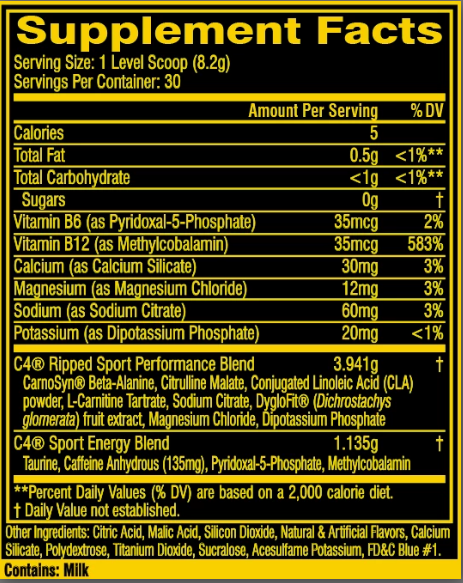 Supplement Facts
Serving Size: 1 Level Scoop (8.2g)
Servings Per Container: 30
Amount Per Serving % DV
Calories 5
Total Fat 0.5g <1%**
Total Carbohydrate <1g <1%**
Sugars 0g †
Vitamin B6 (as Pyridoxal-5-Phosphate) 35mcg 2%
Vitamin B12 (as Methylcobalamin) 35mcg 583%
Calcium (as Calcium Silicate) 30mg 3%
Magnesium (as Magnesium Chloride) 12mg 3%
Sodium (as Sodium Citrate) 60mg 3%
Potassium (as Dipotassium Phosphate) 20mg <1%
C4® Ripped Sport Performance Blend 3.941g †
CarnoSyn® Beta-Alanine, Citrulline Malate, Conjugated Linoleic Acid (CLA)
powder, L-Carnitine Tartrate, Sodium Citrate, DygloFit® (Dichrostachys
glomerata) fruit extract, Magnesium Chloride, Dipotassium Phosphate
C4® Sport Energy Blend 1.135g †
Taurine, Caffeine Anhydrous (135mg), Pyridoxal-5-Phosphate, Methylcobalamin
**Percent Daily Values (% DV) are based on a 2,000 calorie diet.
† Daily Value not established.
Other Ingredients: Citric Acid, Malic Acid, Silicon Dioxide, Natural & Artificial Flavors, Calcium
Silicate, Polydextrose, Titanium Dioxide, Sucralose, Acesulfame Potassium, FD&C Blue #1.
Contains: Milk